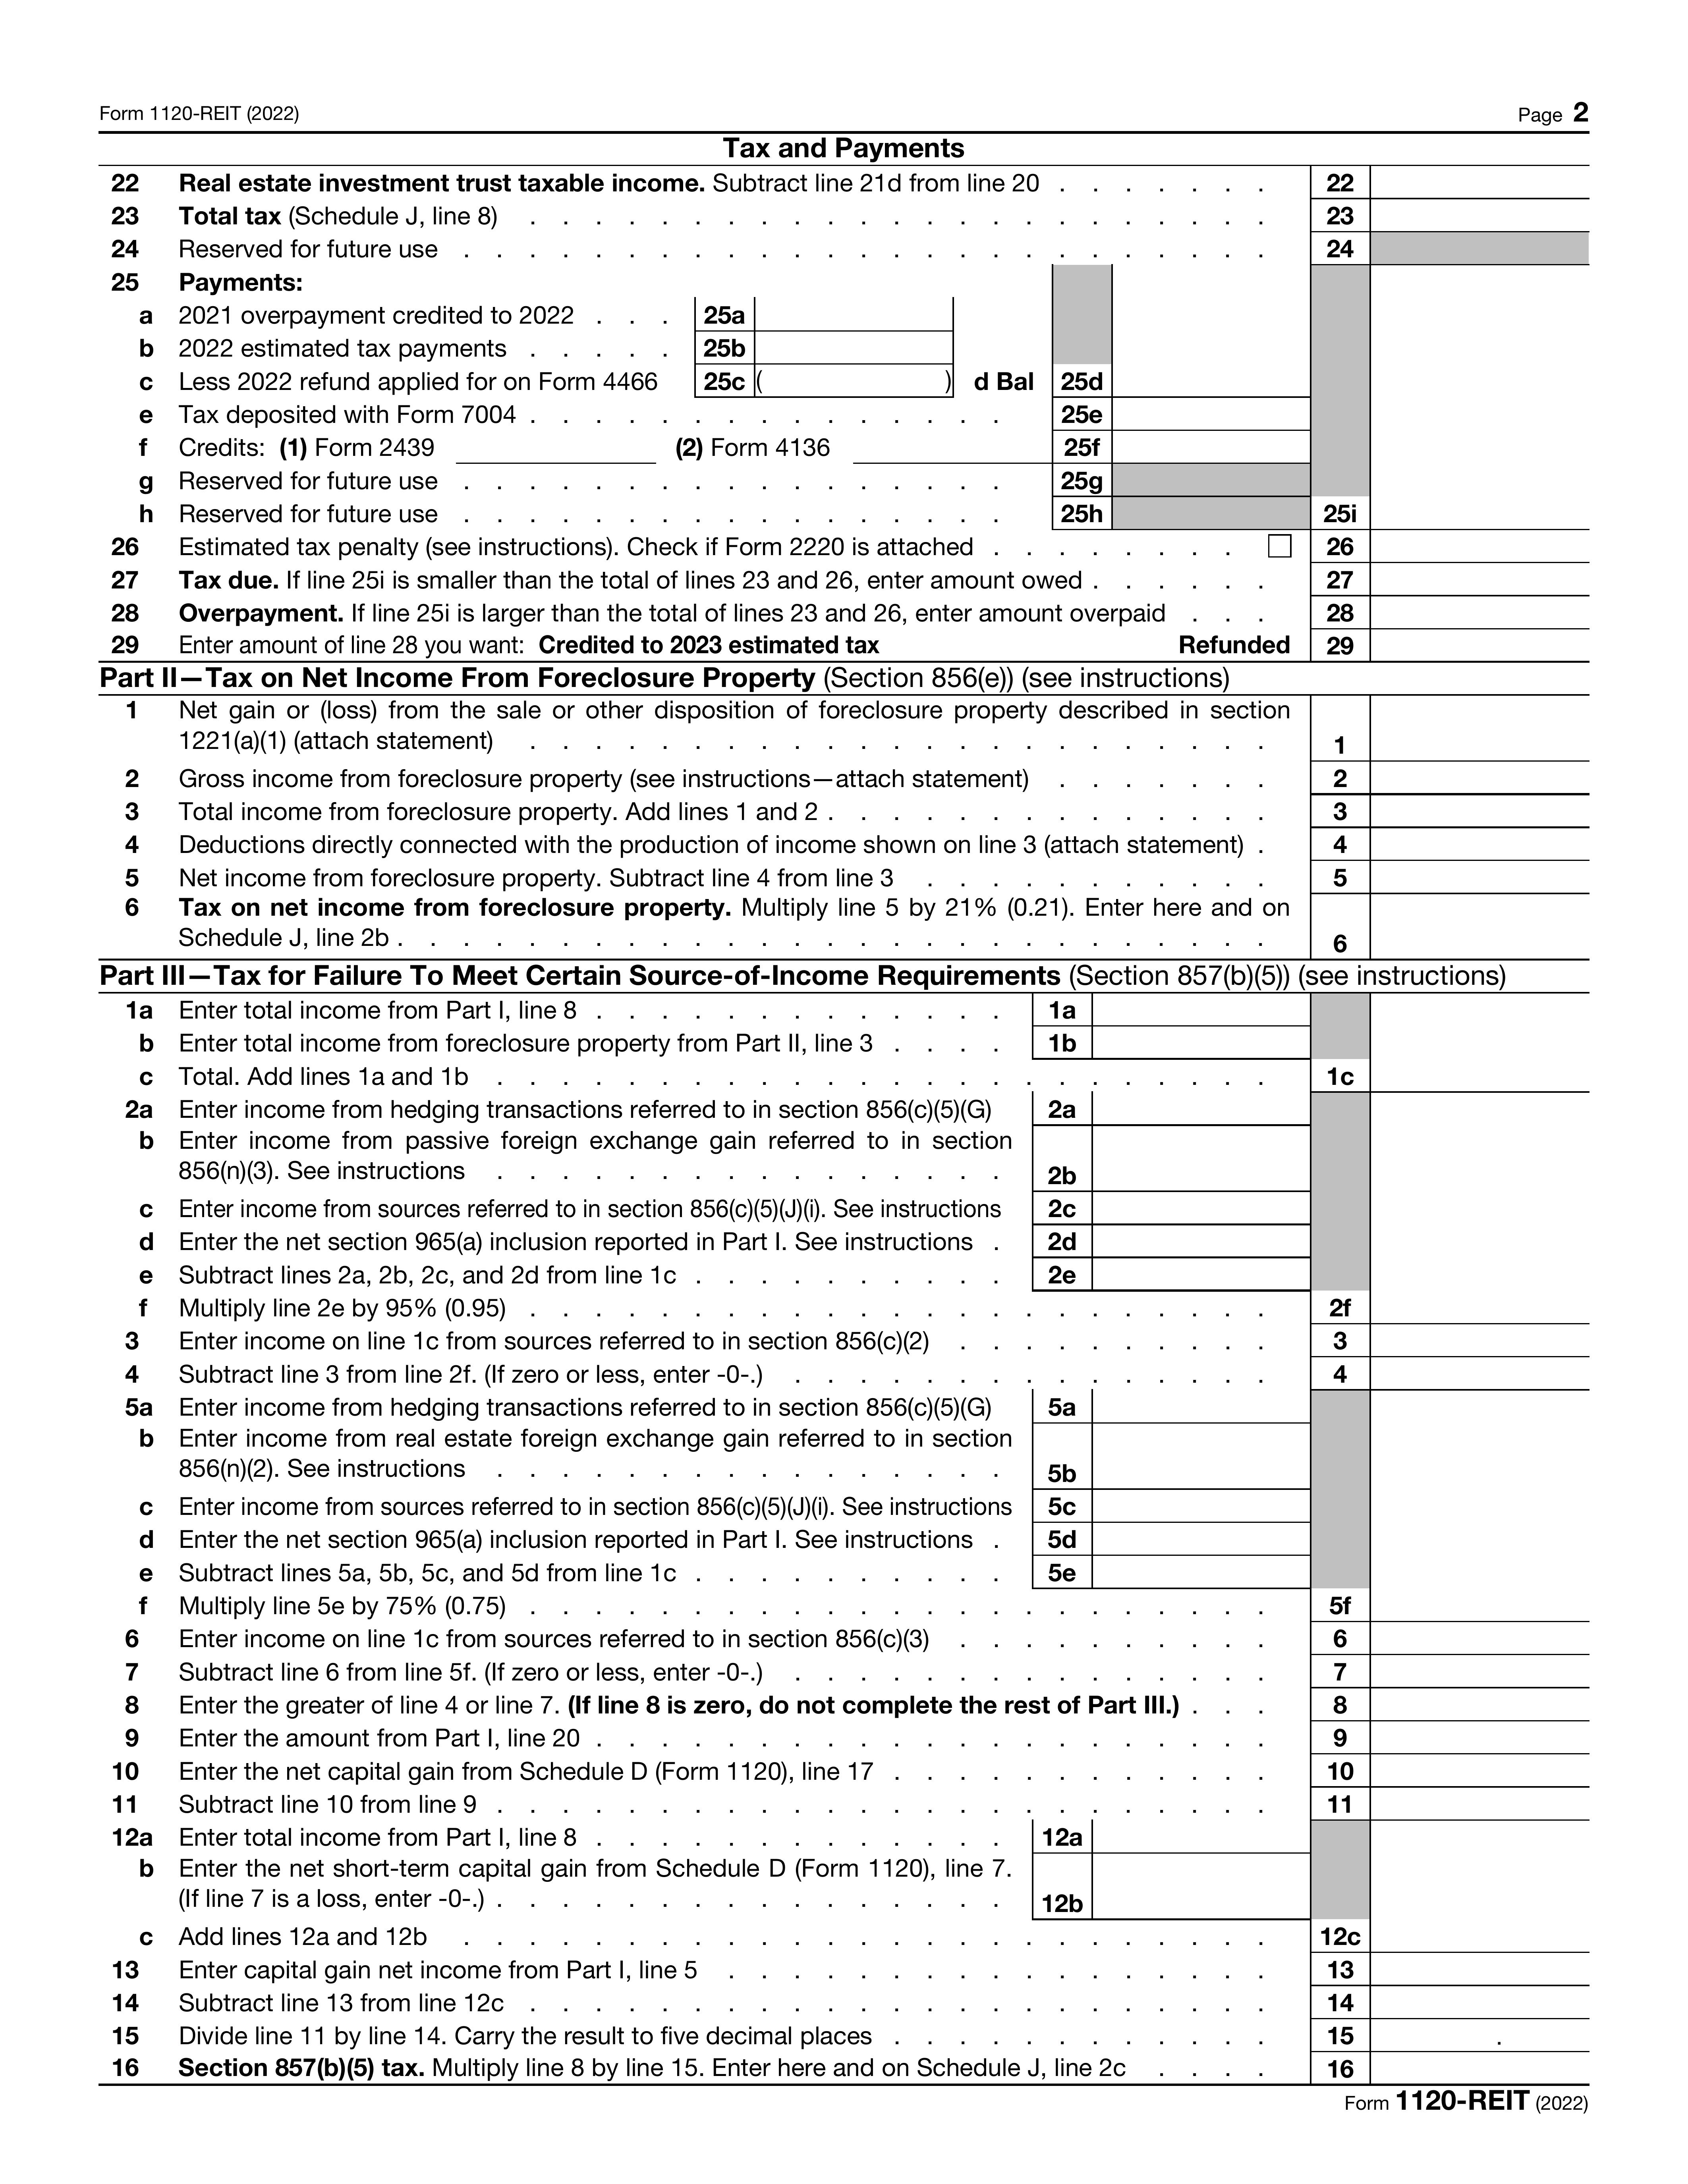 Form 1120-REIT (2022) Page 2
Tax and Payments
22 Real estate investment trust taxable income. Subtract line 21d from line 20 . . . . . . . 22
23 Total tax (Schedule J, line 8) . . . . . . . . . . . . . . . . . . . . . . . 23
24 Reserved for future use . . . . . . . . . . . . . . . . . . . . . . . . . 24
25 Payments:
a 2021 overpayment credited to 2022 . . . 25a
b 2022 estimated tax payments . . . . . 25b
c Less 2022 refund applied for on Form 4466 25c ( ) d Bal 25d
e Tax deposited with Form 7004 . . . . . . . . . . . . . . . 25e
f Credits: (1) Form 2439 (2) Form 4136 25f
g Reserved for future use . . . . . . . . . . . . . . . . . 25g
h Reserved for future use . . . . . . . . . . . . . . . . . 25h 25i
26 Estimated tax penalty (see instructions). Check if Form 2220 is attached . . . . . . . . 26
27 Tax due. If line 25i is smaller than the total of lines 23 and 26, enter amount owed . . . . . . 27
28 Overpayment. If line 25i is larger than the total of lines 23 and 26, enter amount overpaid . . . 28
29 Enter amount of line 28 you want: Credited to 2023 estimated tax Refunded 29
Part II—Tax on Net Income From Foreclosure Property (Section 856(e)) (see instructions)
1 Net gain or (loss) from the sale or other disposition of foreclosure property described in section
1221(a)(1) (attach statement) . . . . . . . . . . . . . . . . . . . . . . . 1
2 Gross income from foreclosure property (see instructions—attach statement) . . . . . . . 2
3 Total income from foreclosure property. Add lines 1 and 2 . . . . . . . . . . . . . . 3
4 Deductions directly connected with the production of income shown on line 3 (attach statement) . 4
5 Net income from foreclosure property. Subtract line 4 from line 3 . . . . . . . . . . . 5
6 Tax on net income from foreclosure property. Multiply line 5 by 21% (0.21). Enter here and on
Schedule J, line 2b . . . . . . . . . . . . . . . . . . . . . . . . . . . 6
Part III—Tax for Failure To Meet Certain Source-of-Income Requirements (Section 857(b)(5)) (see instructions)
1a Enter total income from Part I, line 8 . . . . . . . . . . . . . 1a
b Enter total income from foreclosure property from Part II, line 3 . . . . 1b
c Total. Add lines 1a and 1b . . . . . . . . . . . . . . . . . . . . . . . . 1c
2a Enter income from hedging transactions referred to in section 856(c)(5)(G) 2a
b Enter income from passive foreign exchange gain referred to in section
856(n)(3). See instructions . . . . . . . . . . . . . . . . 2b
c Enter income from sources referred to in section 856(c)(5)(J)(i). See instructions 2c
d Enter the net section 965(a) inclusion reported in Part I. See instructions . 2d
e Subtract lines 2a, 2b, 2c, and 2d from line 1c . . . . . . . . . . 2e
f Multiply line 2e by 95% (0.95) . . . . . . . . . . . . . . . . . . . . . . . 2f
3 Enter income on line 1c from sources referred to in section 856(c)(2) . . . . . . . . . . 3
4 Subtract line 3 from line 2f. (If zero or less, enter -0-.) . . . . . . . . . . . . . . . 4
5a Enter income from hedging transactions referred to in section 856(c)(5)(G) 5a
b Enter income from real estate foreign exchange gain referred to in section
856(n)(2). See instructions . . . . . . . . . . . . . . . . 5b
c Enter income from sources referred to in section 856(c)(5)(J)(i). See instructions 5c
d Enter the net section 965(a) inclusion reported in Part I. See instructions . 5d
e Subtract lines 5a, 5b, 5c, and 5d from line 1c . . . . . . . . . . 5e
f Multiply line 5e by 75% (0.75) . . . . . . . . . . . . . . . . . . . . . . . 5f
6 Enter income on line 1c from sources referred to in section 856(c)(3) . . . . . . . . . . 6
7 Subtract line 6 from line 5f. (If zero or less, enter -0-.) . . . . . . . . . . . . . . . 7
8 Enter the greater of line 4 or line 7. (If line 8 is zero, do not complete the rest of Part III.) . . . 8
9 Enter the amount from Part I, line 20 . . . . . . . . . . . . . . . . . . . . . 9
10 Enter the net capital gain from Schedule D (Form 1120), line 17 . . . . . . . . . . . . 10
11 Subtract line 10 from line 9 . . . . . . . . . . . . . . . . . . . . . . . . 11
12a Enter total income from Part I, line 8 . . . . . . . . . . . . . 12a
b Enter the net short-term capital gain from Schedule D (Form 1120), line 7.
(If line 7 is a loss, enter -0-.) . . . . . . . . . . . . . . . . 12b
c Add lines 12a and 12b . . . . . . . . . . . . . . . . . . . . . . . . . 12c
13 Enter capital gain net income from Part I, line 5 . . . . . . . . . . . . . . . . . 13
14 Subtract line 13 from line 12c . . . . . . . . . . . . . . . . . . . . . . . 14
15 Divide line 11 by line 14. Carry the result to five decimal places . . . . . . . . . . . . 15 .
16 Section 857(b)(5) tax. Multiply line 8 by line 15. Enter here and on Schedule J, line 2c . . . . 16
Form 1120-REIT (2022)